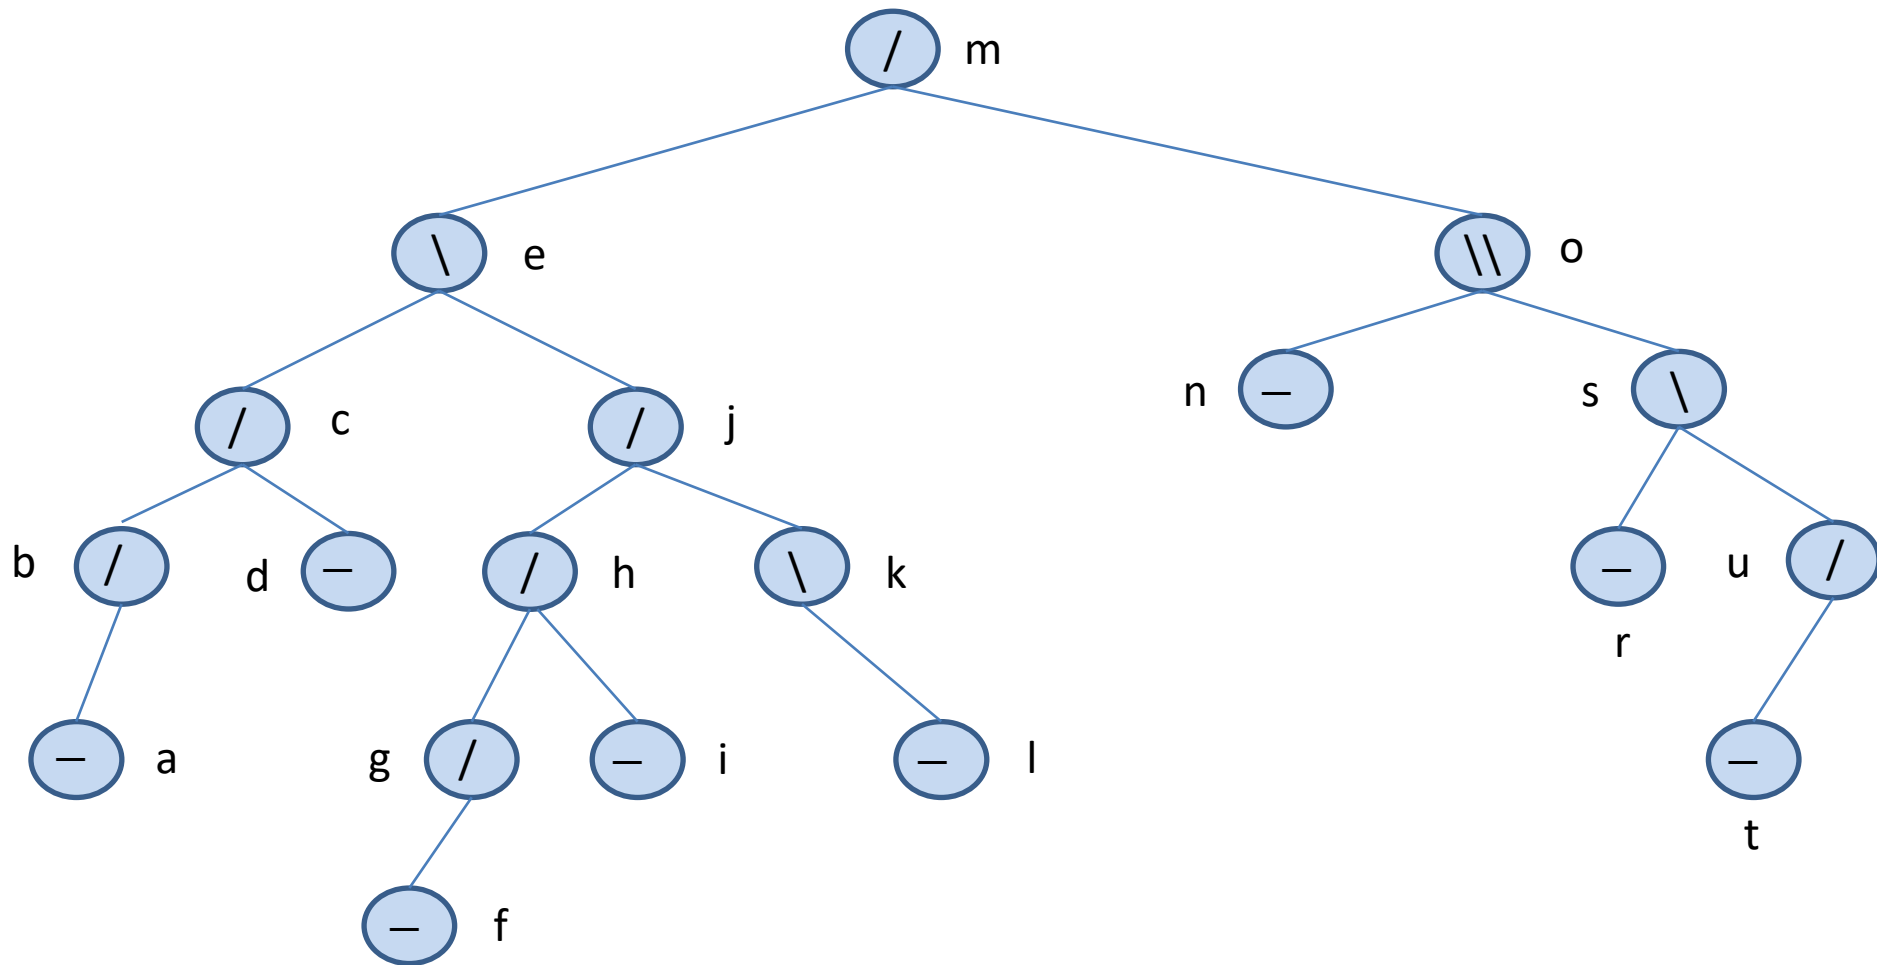 / m
\ e
\\ o
/ c
/ j
n –
s \
b /
d –
/ h
\ k
– r
u /
– a
g /
– i
– l
– t
– f